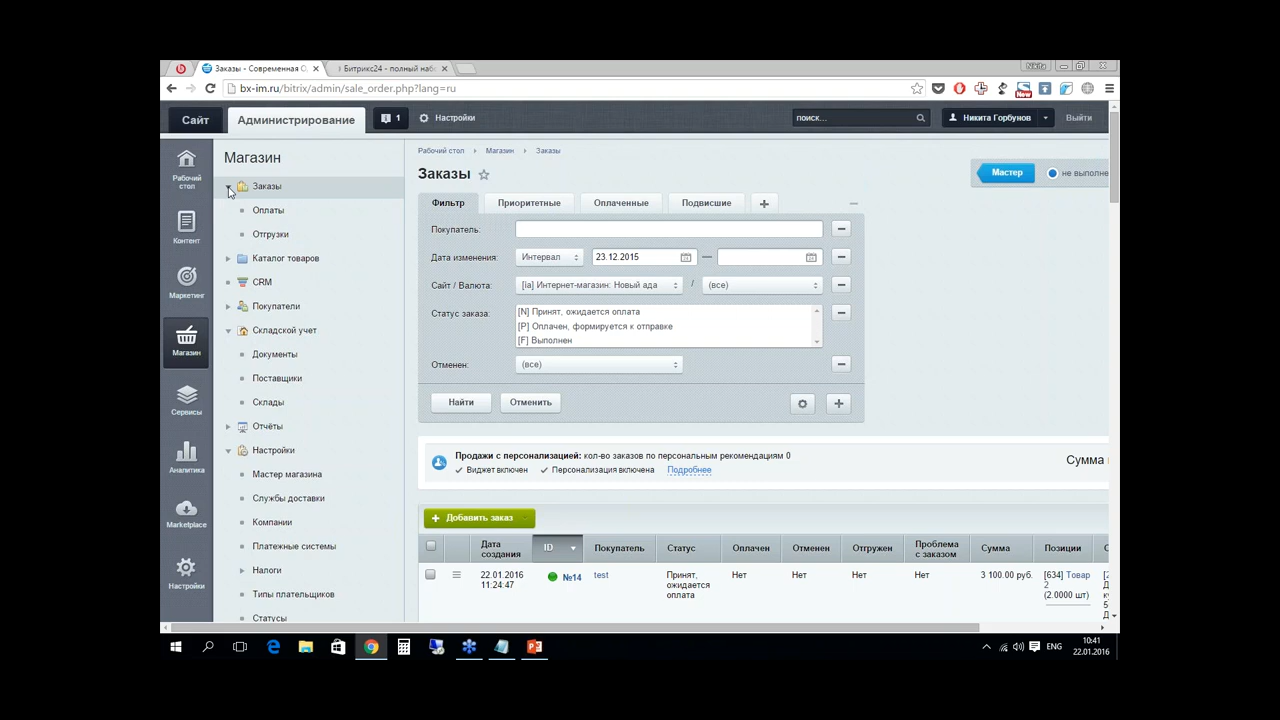 Заказы - Современная О
Битрикс24 - полный наб
Nikita
bx-im.ru/bitrix/admin/sale_order.php?lang=ru
New
Сайт
Администрирование
1
Настройки
поиск...
Никита Горбунов
Выйти
Рабочий стол
Контент
Маркетинг
Магазин
Сервисы
Аналитика
Marketplace
Настройки
Магазин
Заказы
Оплаты
Отгрузки
Каталог товаров
CRM
Покупатели
Складской учет
Документы
Поставщики
Склады
Отчёты
Настройки
Мастер магазина
Службы доставки
Компании
Платежные системы
Налоги
Типы плательщиков
Статусы
Рабочий стол Магазин Заказы
Заказы
Мастер
не выполне
Фильтр Приоритетные Оплаченные Подвисшие
Покупатель:
Дата изменения: Интервал 23.12.2015 —
Сайт / Валюта: [ia] Интернет-магазин: Новый ада / (все)
Статус заказа: [N] Принят, ожидается оплата
[P] Оплачен, формируется к отправке
[F] Выполнен
Отменен: (все)
Найти Отменить
Продажи с персонализацией: кол-во заказов по персональным рекомендациям 0
Виджет включен Персонализация включена Подробнее
Сумма
Добавить заказ
Дата создания ID Покупатель Статус Оплачен Отменен Отгружен Проблема с заказом Сумма Позиции
22.01.2016 №14 test Принят, Нет Нет Нет Нет 3 100.00 руб. [634] Товар
11:24:47 ожидается 2
оплата (2.0000 шт)
ENG
10:41
22.01.2016